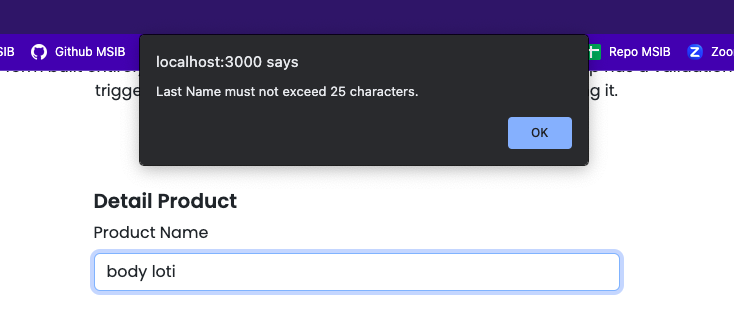 localhost:3000 says
SIB Github MSIB Repo MSIB Zoo
Last Name must not exceed 25 characters.
trigge g it.
OK
Detail Product
Product Name
body loti